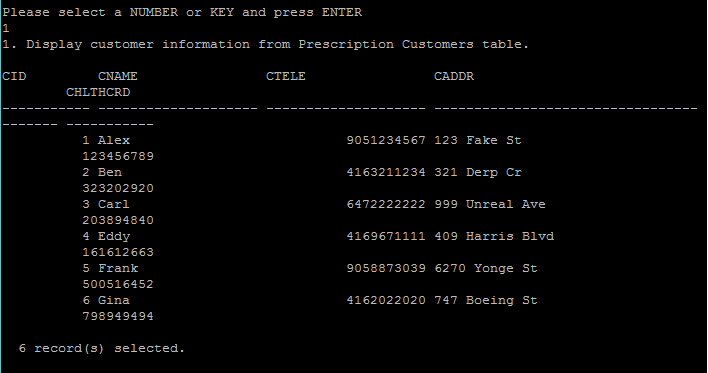 Please select a NUMBER or KEY and press ENTER
1
1. Display customer information from Prescription Customers table.
CID CNAME CTELE CADDR
CHLTHCRD
----------- -------------------- -------------------- ---------------------------------
------- -----------
1 Alex 9051234567 123 Fake St
123456789
2 Ben 4163211234 321 Derp Cr
323202920
3 Carl 6472222222 999 Unreal Ave
203894840
4 Eddy 4169671111 409 Harris Blvd
161612663
5 Frank 9058873039 6270 Yonge St
500516452
6 Gina 4162022020 747 Boeing St
798949494
6 record(s) selected.